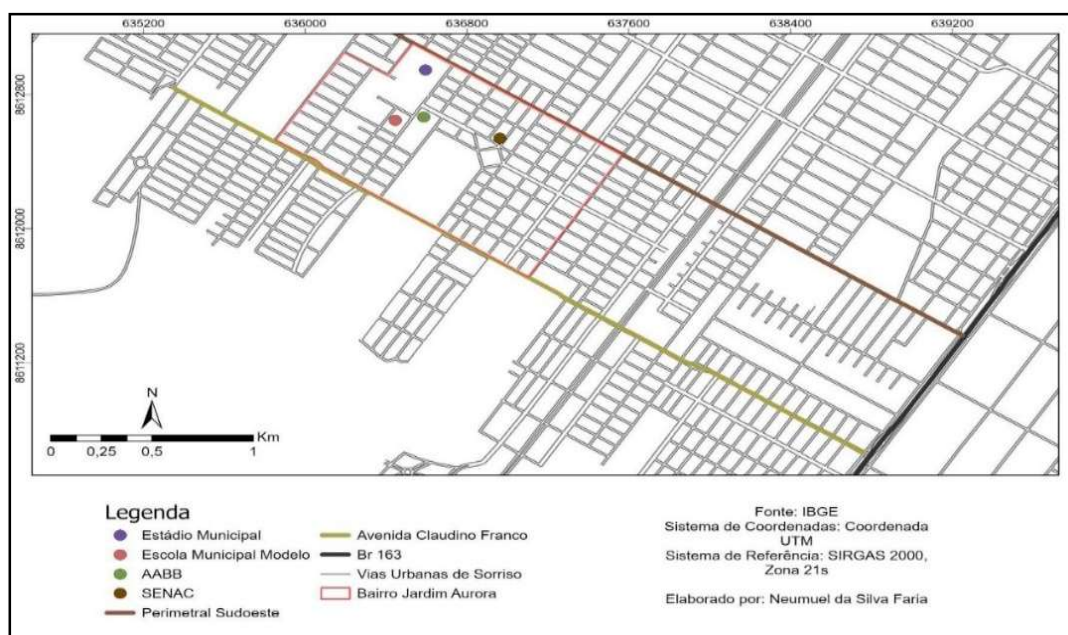 635200 636000 636800 637600 638400 639200
8612800
8612000
8611200
N
Km
0 0,25 0,5 1
Legenda
Estádio Municipal
Escola Municipal Modelo
AABB
SENAC
Perimetral Sudoeste
Avenida Claudino Franco
Br 163
Vias Urbanas de Sorriso
Bairro Jardim Aurora
Fonte: IBGE
Sistema de Coordenadas: Coordenada
UTM
Sistema de Referência: SIRGAS 2000,
Zona 21s
Elaborado por: Neumuel da Silva Faria